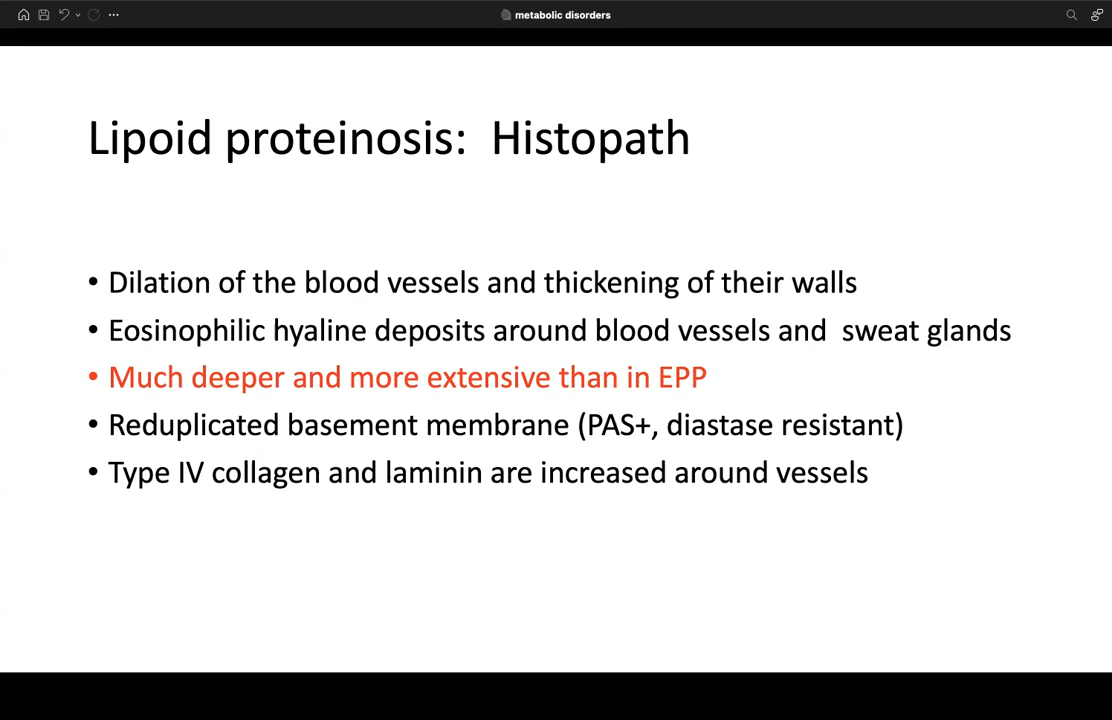 metabolic disorders
Lipoid proteinosis: Histopath
• Dilation of the blood vessels and thickening of their walls
• Eosinophilic hyaline deposits around blood vessels and sweat glands
• Much deeper and more extensive than in EPP
• Reduplicated basement membrane (PAS+, diastase resistant)
• Type IV collagen and laminin are increased around vessels